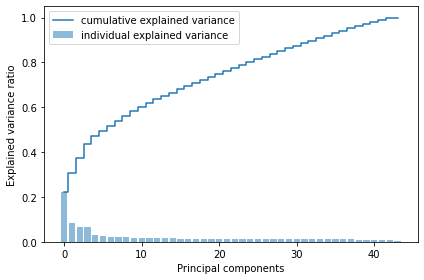 cumulative explained variance
individual explained variance
1.0
0.8
0.6
0.4
0.2
0.0
Explained variance ratio
0 10 20 30 40
Principal components